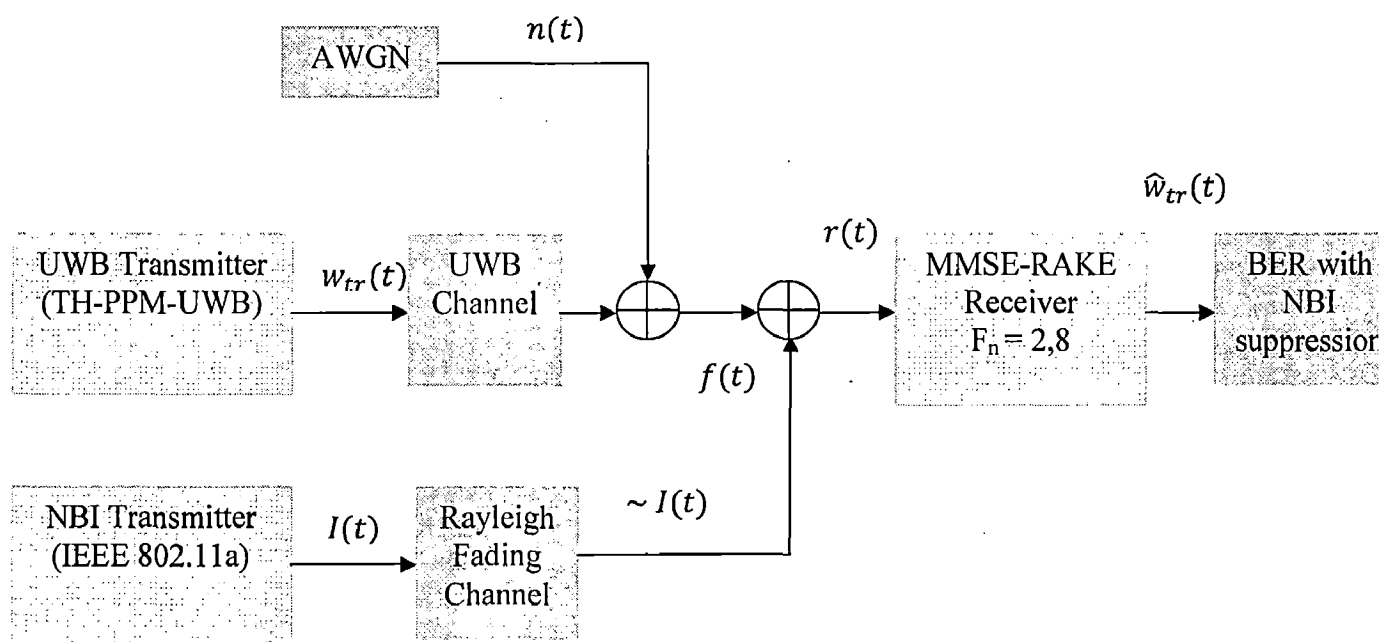 n(t)
AWGN
ŵ_tr(t)
r(t)
UWB Transmitter
(TH-PPM-UWB)
w_tr(t)
UWB
Channel
MMSE-RAKE
Receiver
F_n = 2,8
BER with
NBI
suppression
f(t)
NBI Transmitter
(IEEE 802.11a)
I(t)
Rayleigh
Fading
Channel
~ I(t)